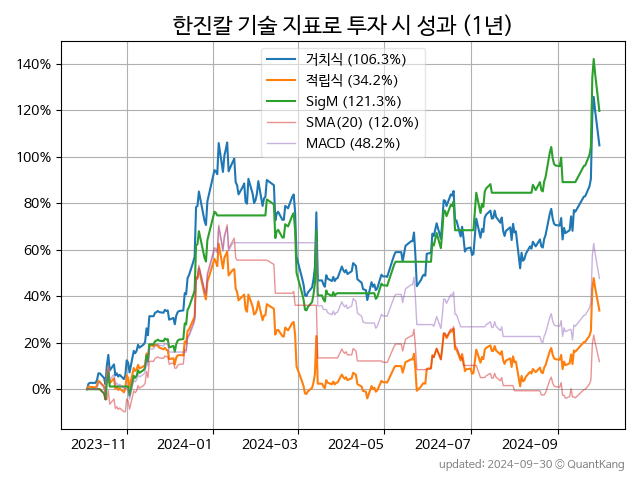 한진칼 기술 지표로 투자 시 성과 (1년)
거치식 (106.3%)
적립식 (34.2%)
SigM (121.3%)
SMA(20) (12.0%)
MACD (48.2%)
140%
120%
100%
80%
60%
40%
20%
0%
2023-11 2024-01 2024-03 2024-05 2024-07 2024-09
updated: 2024-09-30 © QuantKang